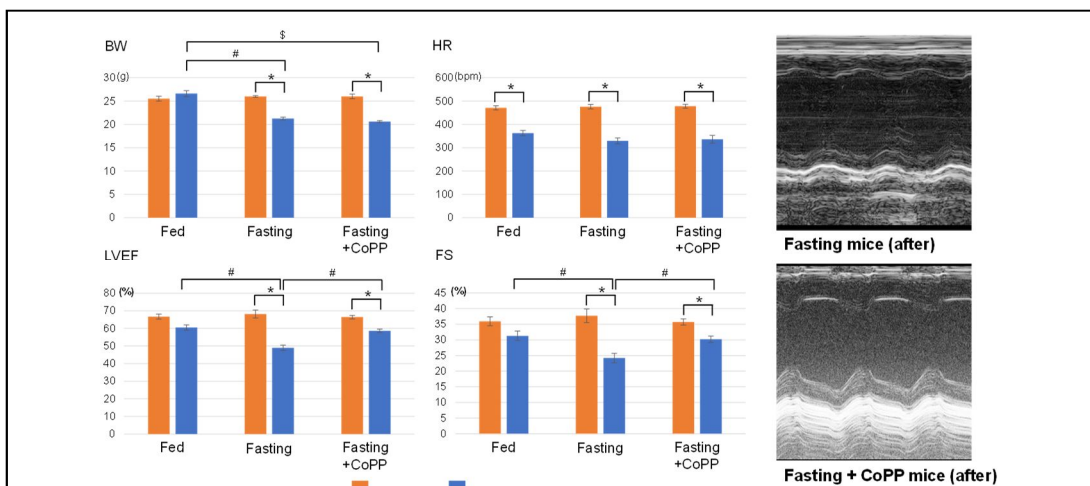 BW
$
#
*
*
30 (g)
25
20
15
10
5
0
Fed
Fasting
Fasting
+CoPP
HR
600 (bpm)
*
*
*
500
400
300
200
400
0
Fed
Fasting
Fasting
+CoPP
Fasting mice (after)
LVEF
#
#
*
*
80 (%)
70
60
50
40
30
20
10
0
Fed
Fasting
Fasting
+CoPP
FS
#
#
*
*
45
(%)
40
35
30
25
20
15
10
5
0
Fed
Fasting
Fasting
+CoPP
Fasting + CoPP mice (after)